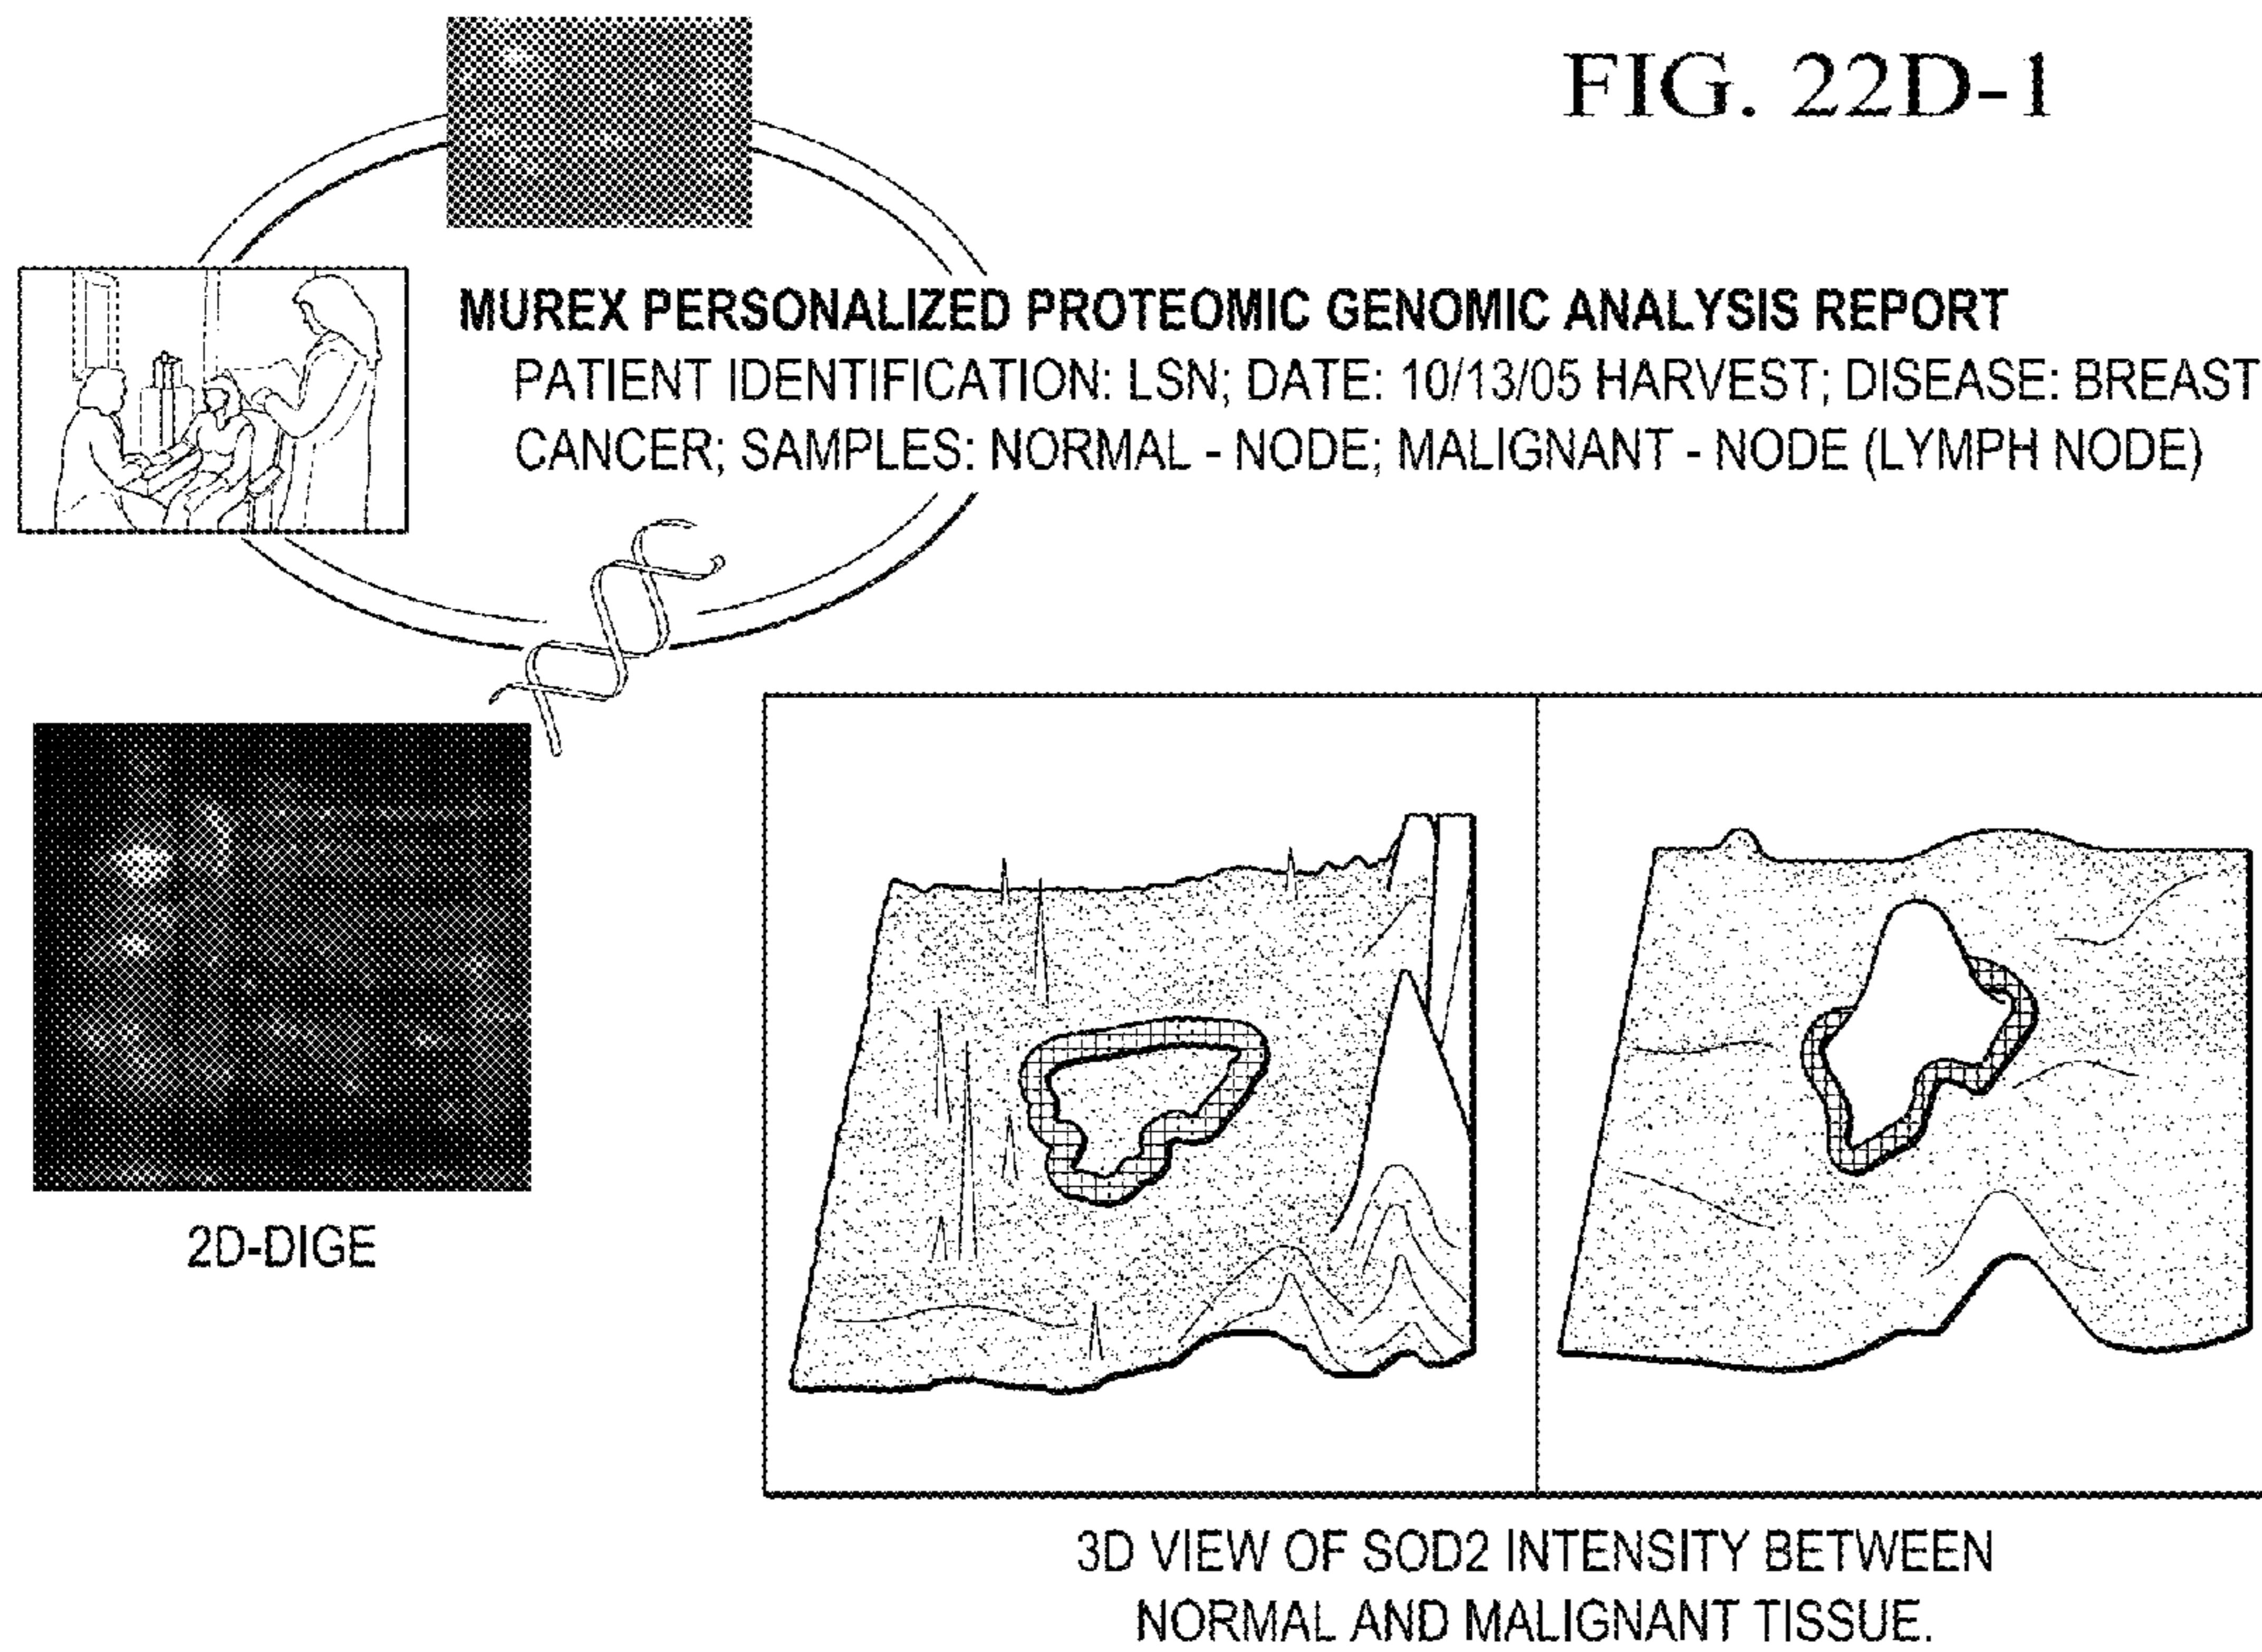 FIG. 22D-1
MUREX PERSONALIZED PROTEOMIC GENOMIC ANALYSIS REPORT
PATIENT IDENTIFICATION: LSN; DATE: 10/13/05 HARVEST; DISEASE: BREAST
CANCER; SAMPLES: NORMAL - NODE; MALIGNANT - NODE (LYMPH NODE)
2D-DIGE
3D VIEW OF SOD2 INTENSITY BETWEEN
NORMAL AND MALIGNANT TISSUE.